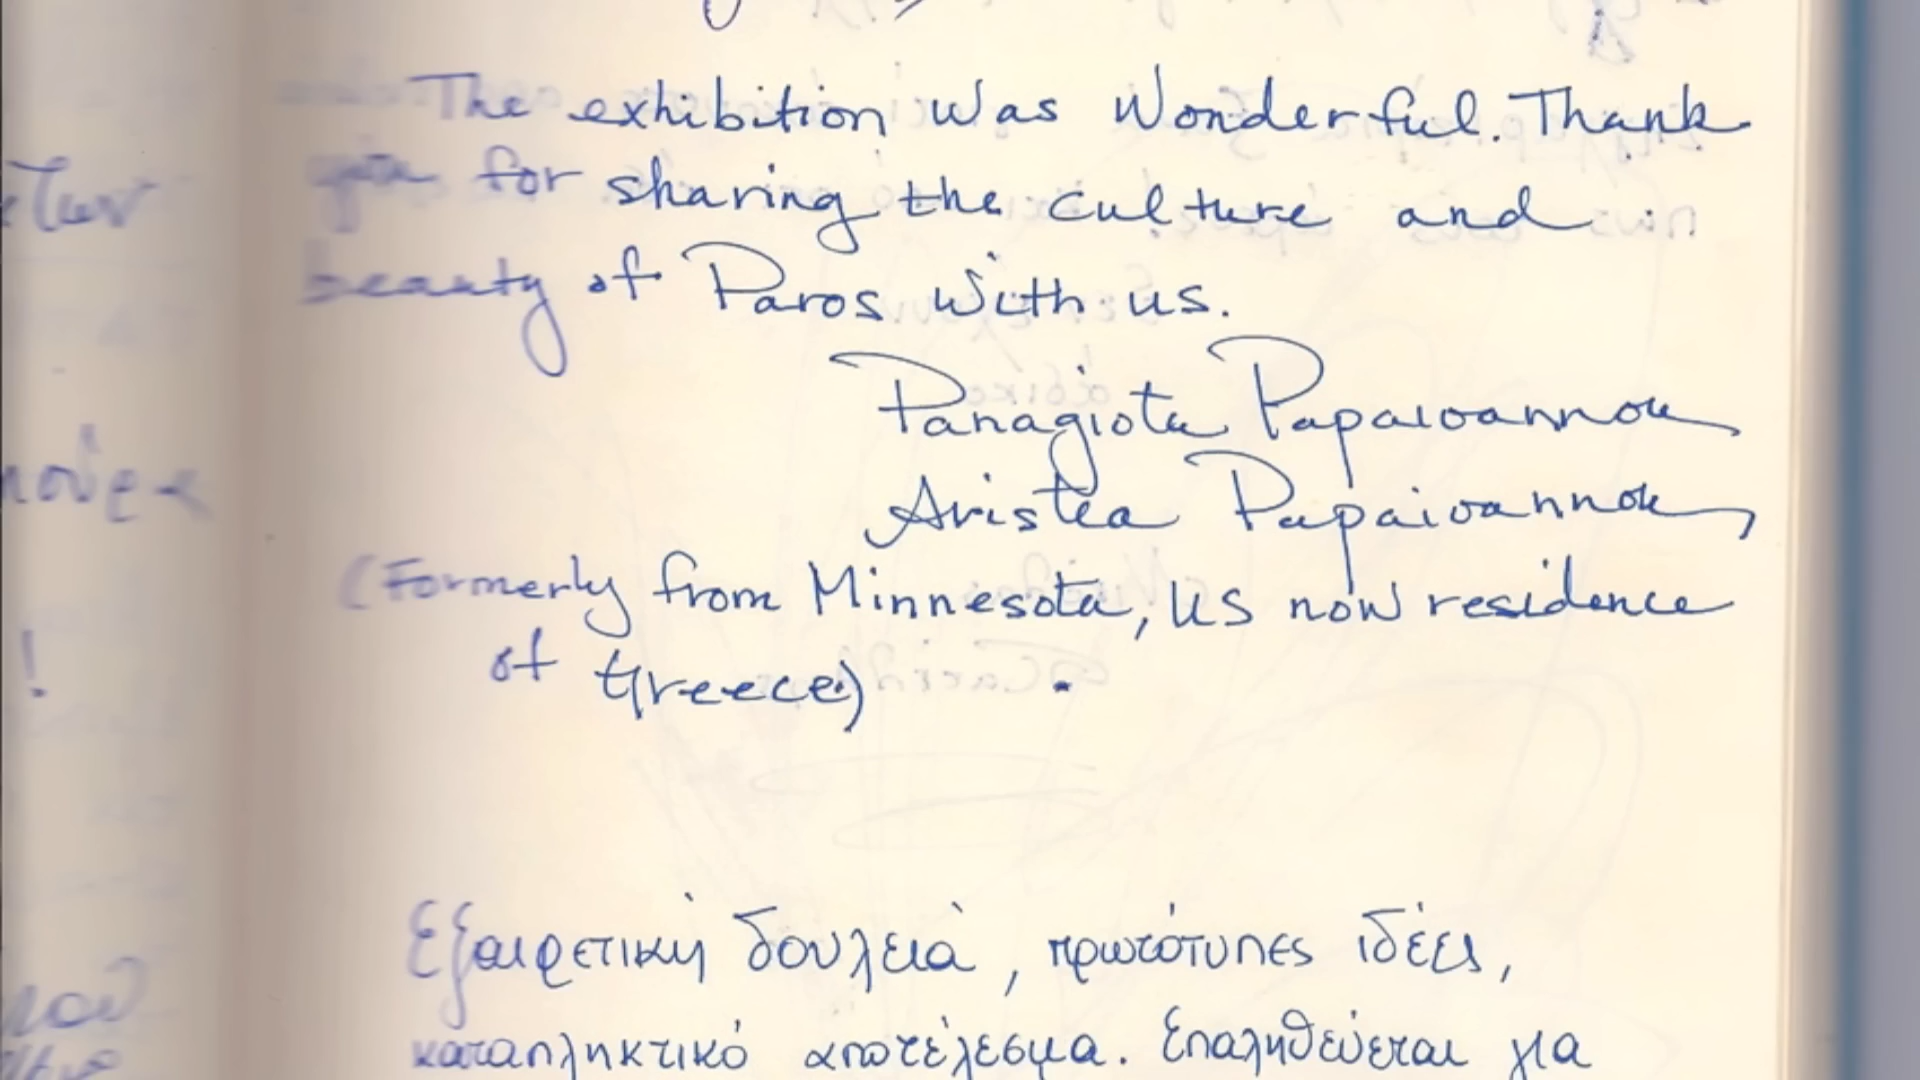 The exhibition was Wonderful. Thank
you for sharing the culture and
beauty of Paros with us.
Panagiota Papaioannou
Aristea Papaioannou
(Formerly from Minnesota, US now residence
of Greece)
Εξαιρετική δουλειά, πρωτότυπες ιδέες,
καταπληκτικό αποτέλεσμα. Επαληθεύεται για